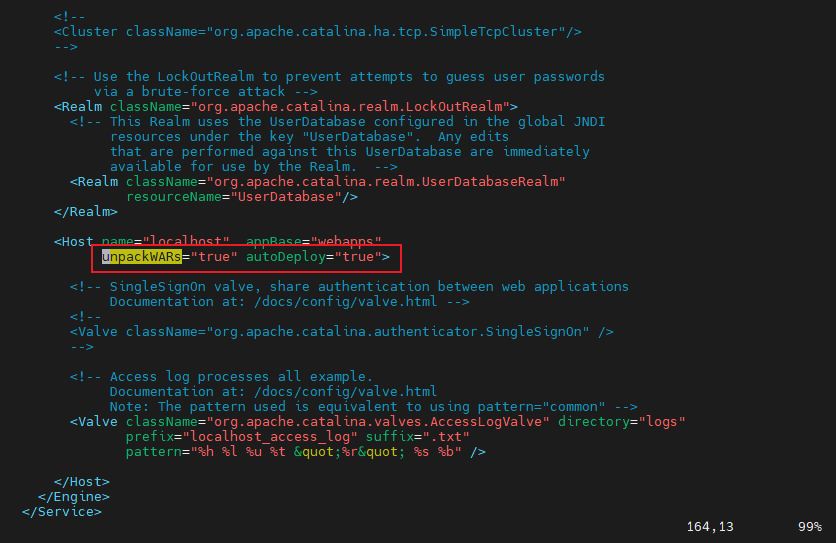 <!--
<Cluster className="org.apache.catalina.ha.tcp.SimpleTcpCluster"/>
-->
<!-- Use the LockOutRealm to prevent attempts to guess user passwords
via a brute-force attack -->
<Realm className="org.apache.catalina.realm.LockOutRealm">
<!-- This Realm uses the UserDatabase configured in the global JNDI
resources under the key "UserDatabase".  Any edits
that are performed against this UserDatabase are immediately
available for use by the Realm.  -->
<Realm className="org.apache.catalina.realm.UserDatabaseRealm"
resourceName="UserDatabase"/>
</Realm>
<Host name="localhost"  appBase="webapps"
unpackWARs="true" autoDeploy="true">
<!-- SingleSignOn valve, share authentication between web applications
Documentation at: /docs/config/valve.html -->
<!--
<Valve className="org.apache.catalina.authenticator.SingleSignOn" />
-->
<!-- Access log processes all example.
Documentation at: /docs/config/valve.html
Note: The pattern used is equivalent to using pattern="common" -->
<Valve className="org.apache.catalina.valves.AccessLogValve" directory="logs"
prefix="localhost_access_log" suffix=".txt"
pattern="%h %l %u %t &quot;%r&quot; %s %b" />
</Host>
</Engine>
</Service>
164,13 99%